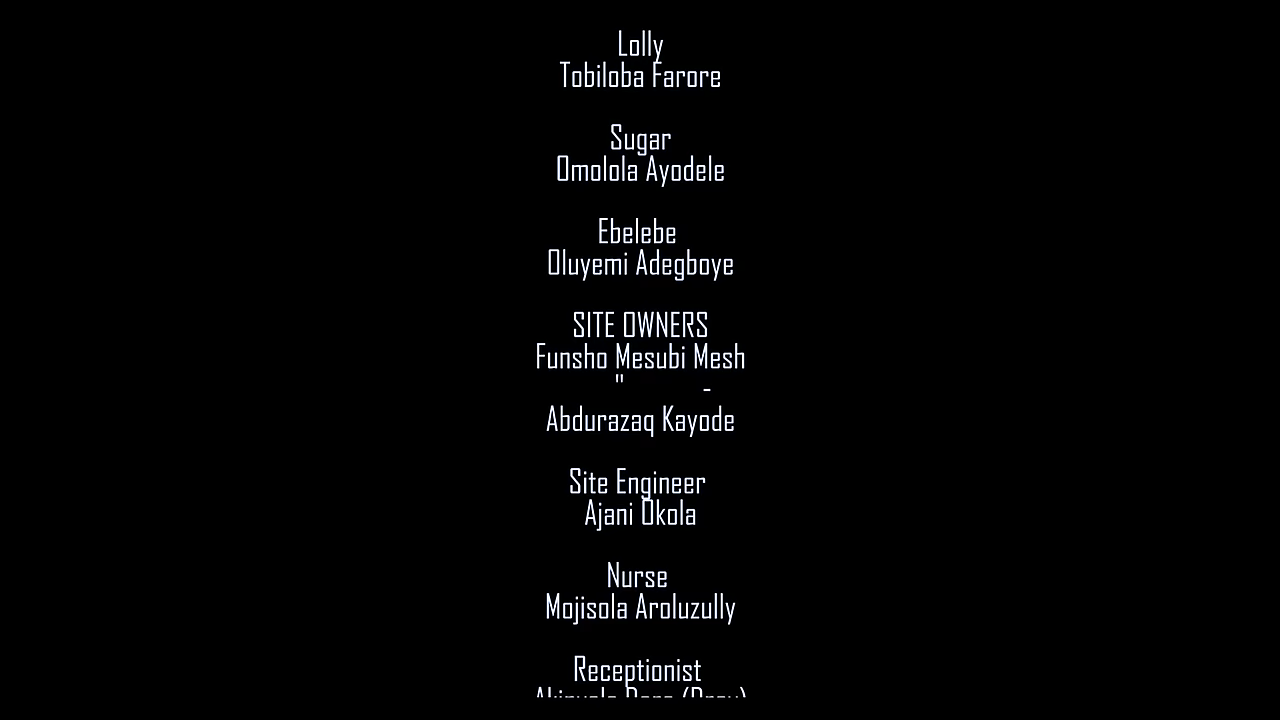 Lolly
Tobiloba Farore
Sugar
Omolola Ayodele
Ebelebe
Oluyemi Adegboye
SITE OWNERS
Funsho Mesubi Mesh
" -
Abdurazaq Kayode
Site Engineer
Ajani Okola
Nurse
Mojisola Aroluzully
Receptionist